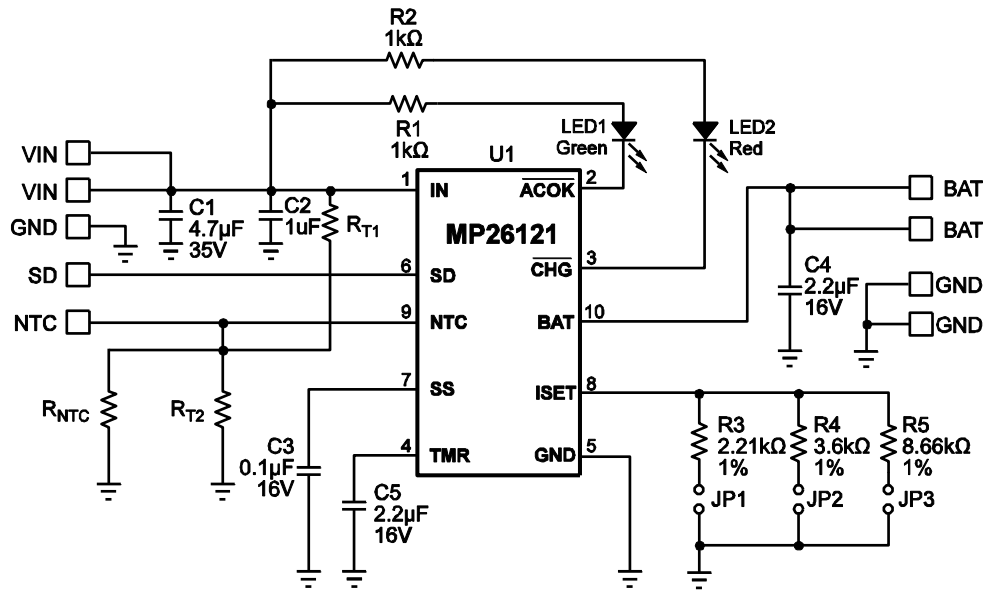 R2
1kΩ
R1
1kΩ
LED1
Green
LED2
Red
U1
VIN
VIN
GND
SD
NTC
C1
4.7µF
35V
C2
1uF
RT1
RNTC
RT2
C3
0.1µF
16V
C5
2.2µF
16V
1
IN
6
SD
9
NTC
7
SS
4
TMR
MP26121
ACOK
2
CHG
3
BAT
10
ISET
8
GND
5
BAT
BAT
C4
2.2µF
16V
GND
GND
R3
2.21kΩ
1%
JP1
R4
3.6kΩ
1%
JP2
R5
8.66kΩ
1%
JP3